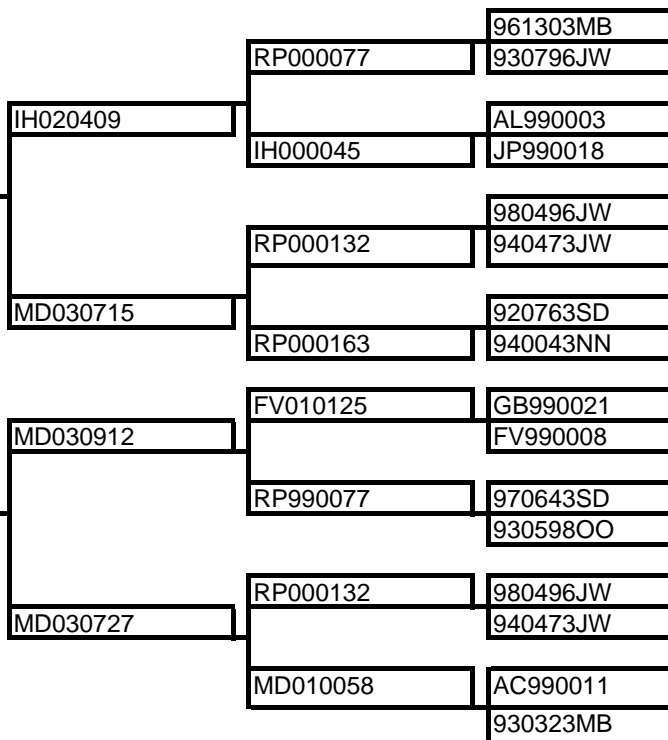 961303MB
RP000077
930796JW
IH020409
AL990003
IH000045
JP990018
980496JW
RP000132
940473JW
MD030715
920763SD
RP000163
940043NN
FV010125
GB990021
MD030912
FV990008
RP990077
970643SD
930598OO
RP000132
980496JW
MD030727
940473JW
MD010058
AC990011
930323MB